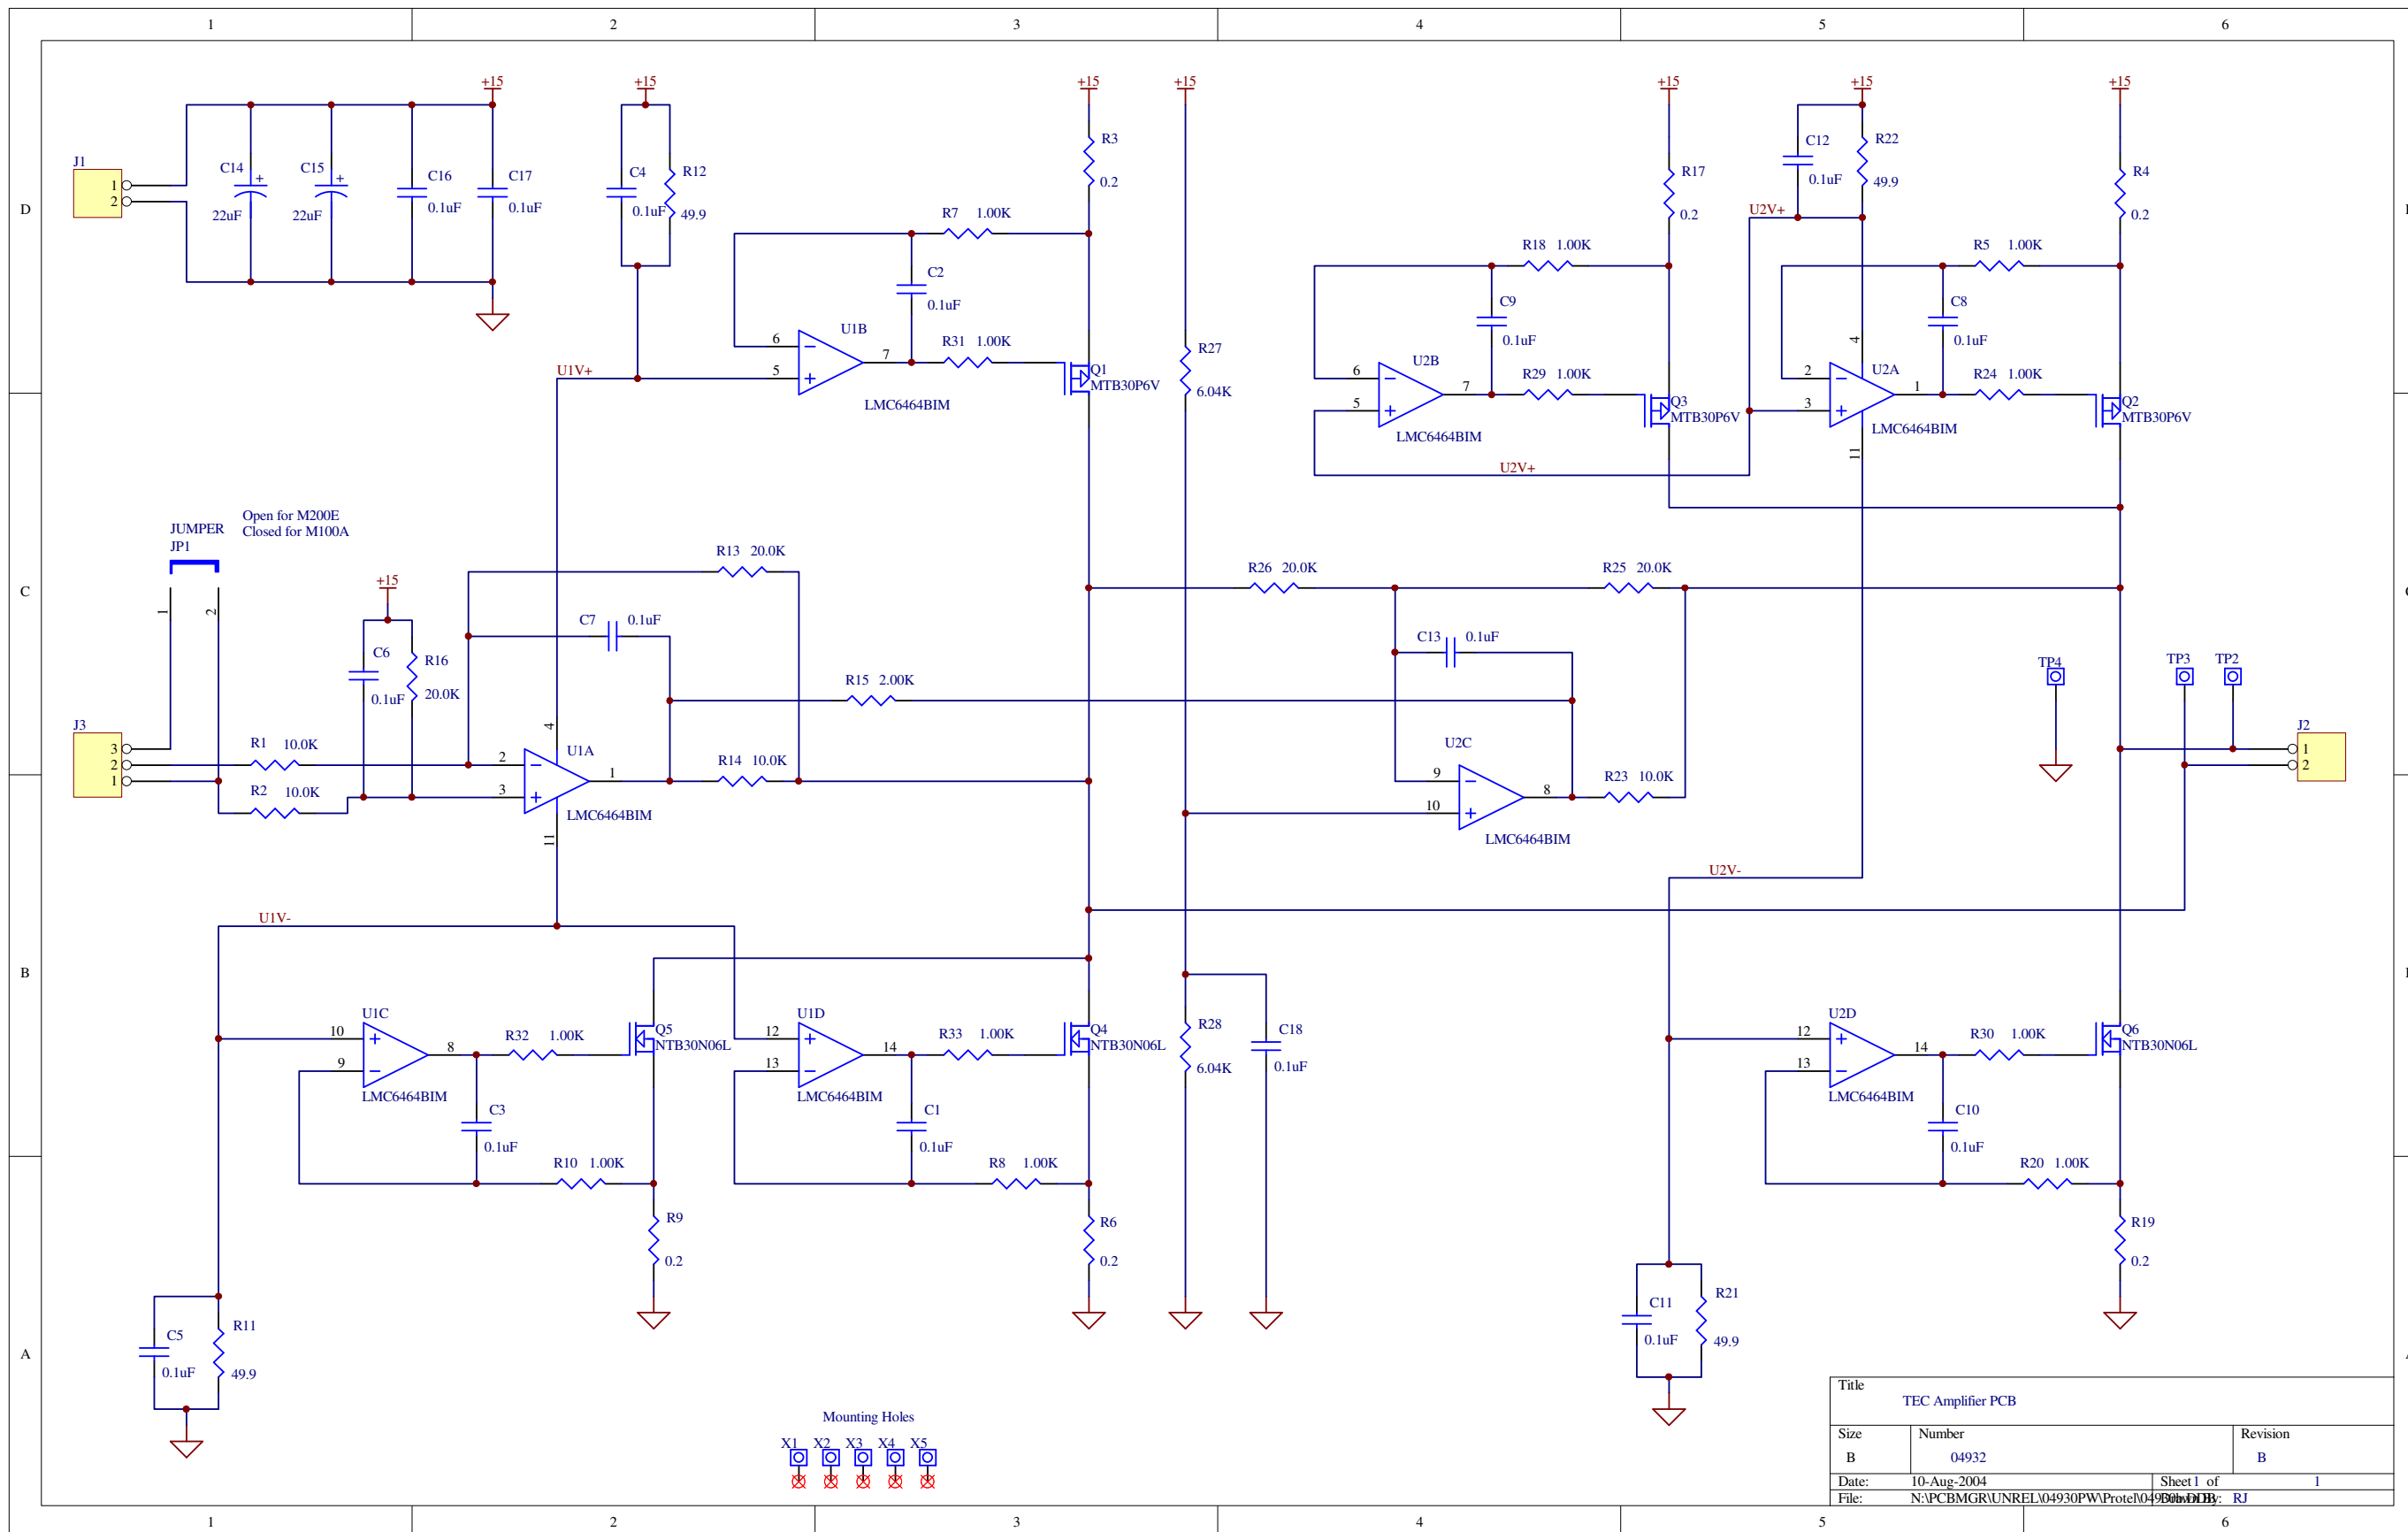 1 2 3 4 5 6
+15 +15 +15 +15 +15 +15 +15
D
J1
1
2
C14
+
22uF
C15
+
22uF
C16
0.1uF
C17
0.1uF
C4
0.1uF
R12
49.9
R3
0.2
R7 1.00K
C2
0.1uF
U1B
6
5
7
LMC6464BIM
R31 1.00K
Q1
MTB30P6V
U1V+
R27
6.04K
R17
0.2
R18 1.00K
C9
0.1uF
U2B
6
5
7
LMC6464BIM
R29 1.00K
Q3
MTB30P6V
U2V+
C12
0.1uF
R22
49.9
U2V+
R4
0.2
R5 1.00K
C8
0.1uF
4
U2A
2
3
1
11
LMC6464BIM
R24 1.00K
Q2
MTB30P6V
C
JUMPER
JP1
Open for M200E
Closed for M100A
1
2
+15
C6
0.1uF
R16
20.0K
R13 20.0K
C7 0.1uF
R15 2.00K
J3
3
2
1
R1 10.0K
R2 10.0K
4
U1A
2
3
1
11
LMC6464BIM
R14 10.0K
R26 20.0K
R25 20.0K
C13 0.1uF
U2C
9
10
8
LMC6464BIM
R23 10.0K
TP4
TP3
TP2
J2
1
2
U2V-
B
U1V-
U1C
10
9
8
LMC6464BIM
R32 1.00K
Q5
NTB30N06L
C3
0.1uF
R10 1.00K
R9
0.2
U1D
12
13
14
LMC6464BIM
R33 1.00K
Q4
NTB30N06L
C1
0.1uF
R8 1.00K
R6
0.2
R28
6.04K
C18
0.1uF
U2D
12
13
14
LMC6464BIM
R30 1.00K
Q6
NTB30N06L
C10
0.1uF
R20 1.00K
R19
0.2
A
C5
0.1uF
R11
49.9
C11
0.1uF
R21
49.9
Mounting Holes
X1 X2 X3 X4 X5
Title
TEC Amplifier PCB
Size
B
Number
04932
Revision
B
Date: 10-Aug-2004 Sheet 1 of 1
File: N:\PCBMGR\UNREL\04930PW\Protel\ RJ
1 2 3 4 5 6